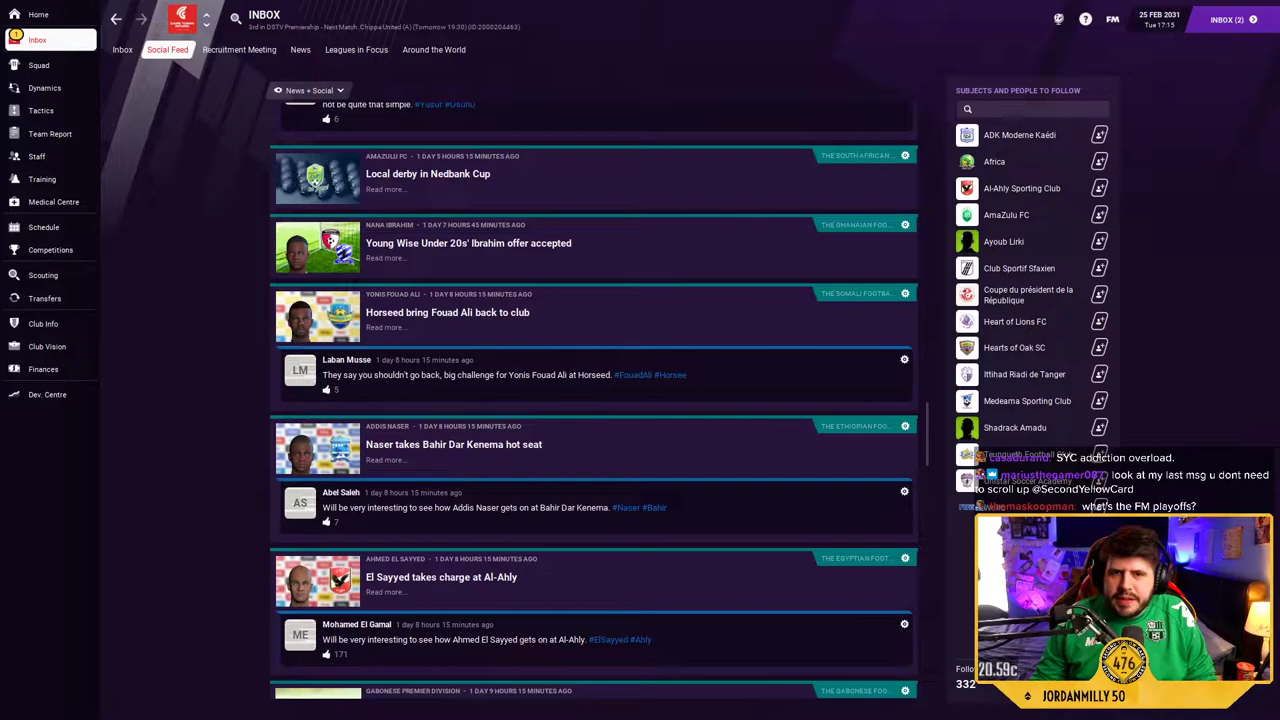 Home
INBOX
3rd in DSTV Premiership - Next Match: Chippa United (A) (Tomorrow 19:30) (ID:2000204463)
FM
25 FEB 2031
Tue 17:15
INBOX (2)
1
Inbox
Squad
Dynamics
Tactics
Team Report
Staff
Training
Medical Centre
Schedule
Competitions
Scouting
Transfers
Club Info
Club Vision
Finances
Dev. Centre
Inbox
Social Feed
Recruitment Meeting
News
Leagues in Focus
Around the World
News + Social
not be quite that simple. #Yusuf #Usuno
6
AMAZULU FC - 1 DAY 5 HOURS 15 MINUTES AGO
THE SOUTH AFRICAN...
Local derby in Nedbank Cup
Read more...
NANA IBRAHIM - 1 DAY 7 HOURS 45 MINUTES AGO
THE GHANAIAN FOO...
Young Wise Under 20s' Ibrahim offer accepted
Read more...
YONIS FOUAD ALI - 1 DAY 8 HOURS 15 MINUTES AGO
THE SOMALI FOOTBA...
Horseed bring Fouad Ali back to club
Read more...
LM
Laban Musse 1 day 8 hours 15 minutes ago
They say you shouldn't go back, big challenge for Yonis Fouad Ali at Horseed. #FouadAli #Horsee
5
ADDIS NASER - 1 DAY 8 HOURS 15 MINUTES AGO
THE ETHIOPIAN FOO...
Naser takes Bahir Dar Kenema hot seat
Read more...
AS
Abel Saleh 1 day 8 hours 15 minutes ago
Will be very interesting to see how Addis Naser gets on at Bahir Dar Kenema. #Naser #Bahir
7
AHMED EL SAYYED - 1 DAY 8 HOURS 15 MINUTES AGO
THE EGYPTIAN FOOT...
El Sayyed takes charge at Al-Ahly
Read more...
ME
Mohamed El Gamal 1 day 8 hours 15 minutes ago
Will be very interesting to see how Ahmed El Sayyed gets on at Al-Ahly. #ElSayyed #Ahly
171
GABONESE PREMIER DIVISION - 1 DAY 9 HOURS 15 MINUTES AGO
THE GABONESE FOO...
SUBJECTS AND PEOPLE TO FOLLOW
ADK Moderne Kaédi
Africa
Al-Ahly Sporting Club
AmaZulu FC
Ayoub Lirki
Club Sportif Sfaxien
Coupe du président de la
République
Heart of Lions FC
Hearts of Oak SC
Ittihad Riadi de Tanger
Medeama Sporting Club
Shadrack Amadu
Unistar Soccer Academy
casadurand: SYC addiction overload.
mariusthegamer087: look at my last msg u dont need
to scroll up @SecondYellowCard
thomaskoopman: what's the FM playoffs?
Follo
332
20.59c
476
JORDANMILLY 50